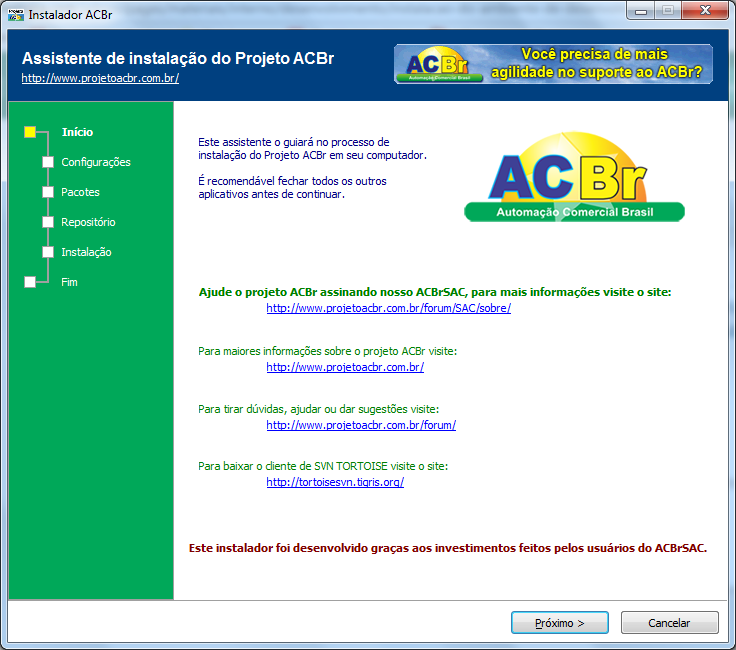 Instalador ACBr
Assistente de instalação do Projeto ACBr
http://www.projetoacbr.com.br/
ACBr
Automação Comercial Brasil
Você precisa de mais
agilidade no suporte ao ACBr?
Início
Configurações
Pacotes
Repositório
Instalação
Fim
Este assistente o guiará no processo de
instalação do Projeto ACBr em seu computador.
É recomendável fechar todos os outros
aplicativos antes de continuar.
ACBr
Automação Comercial Brasil
Ajude o projeto ACBr assinando nosso ACBrSAC, para mais informações visite o site:
http://www.projetoacbr.com.br/forum/SAC/sobre/
Para maiores informações sobre o projeto ACBr visite:
http://www.projetoacbr.com.br/
Para tirar dúvidas, ajudar ou dar sugestões visite:
http://www.projetoacbr.com.br/forum/
Para baixar o cliente de SVN TORTOISE visite o site:
http://tortoisesvn.tigris.org/
Este instalador foi desenvolvido graças aos investimentos feitos pelos usuários do ACBrSAC.
Próximo >
Cancelar